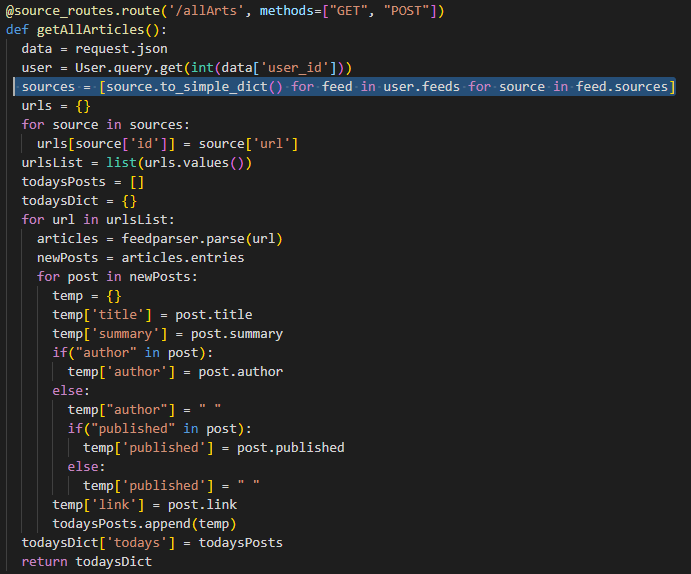 @source_routes.route('/allArts', methods=["GET", "POST"])
def getAllArticles():
  data = request.json
  user = User.query.get(int(data['user_id']))
  sources = [source.to_simple_dict() for feed in user.feeds for source in feed.sources]
  urls = {}
  for source in sources:
    urls[source['id']] = source['url']
  urlsList = list(urls.values())
  todaysPosts = []
  todaysDict = {}
  for url in urlsList:
    articles = feedparser.parse(url)
    newPosts = articles.entries
    for post in newPosts:
      temp = {}
      temp['title'] = post.title
      temp['summary'] = post.summary
      if("author" in post):
        temp['author'] = post.author
      else:
        temp["author"] = " "
        if("published" in post):
          temp['published'] = post.published
        else:
          temp['published'] = " "
      temp['link'] = post.link
      todaysPosts.append(temp)
  todaysDict['todays'] = todaysPosts
  return todaysDict